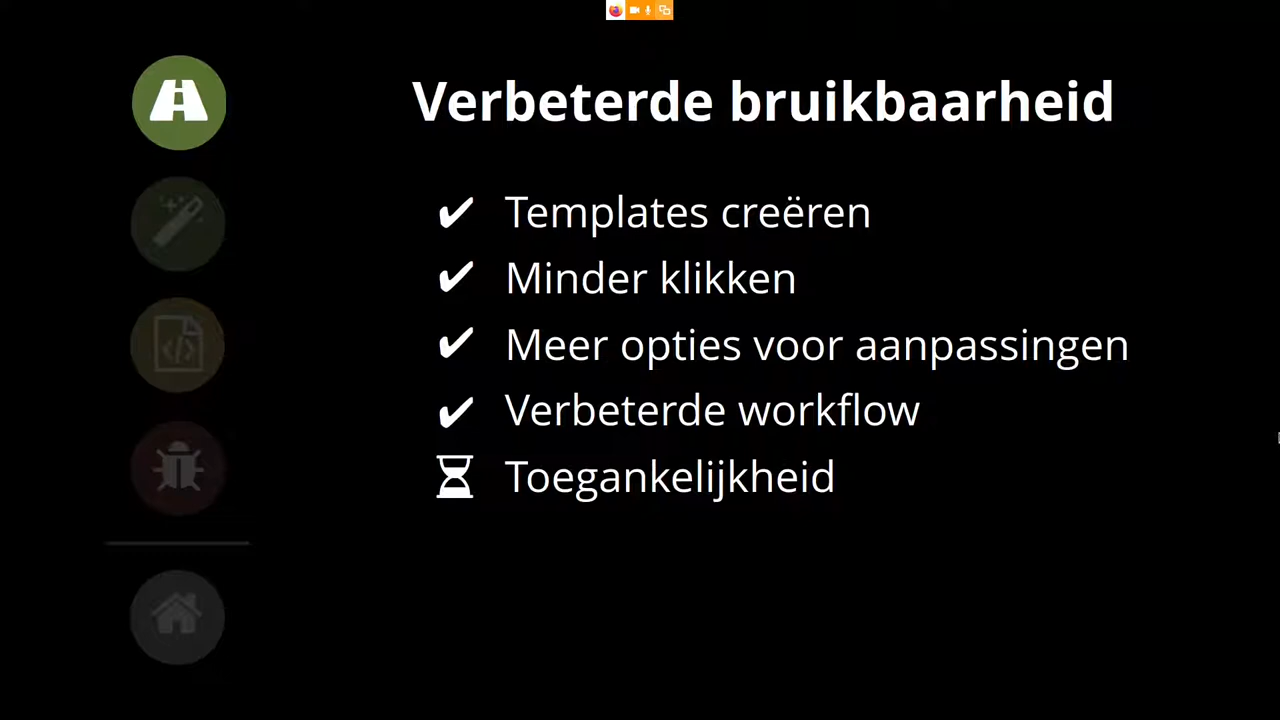 Verbeterde bruikbaarheid
✔ Templates creëren
✔ Minder klikken
✔ Meer opties voor aanpassingen
✔ Verbeterde workflow
Toegankelijkheid